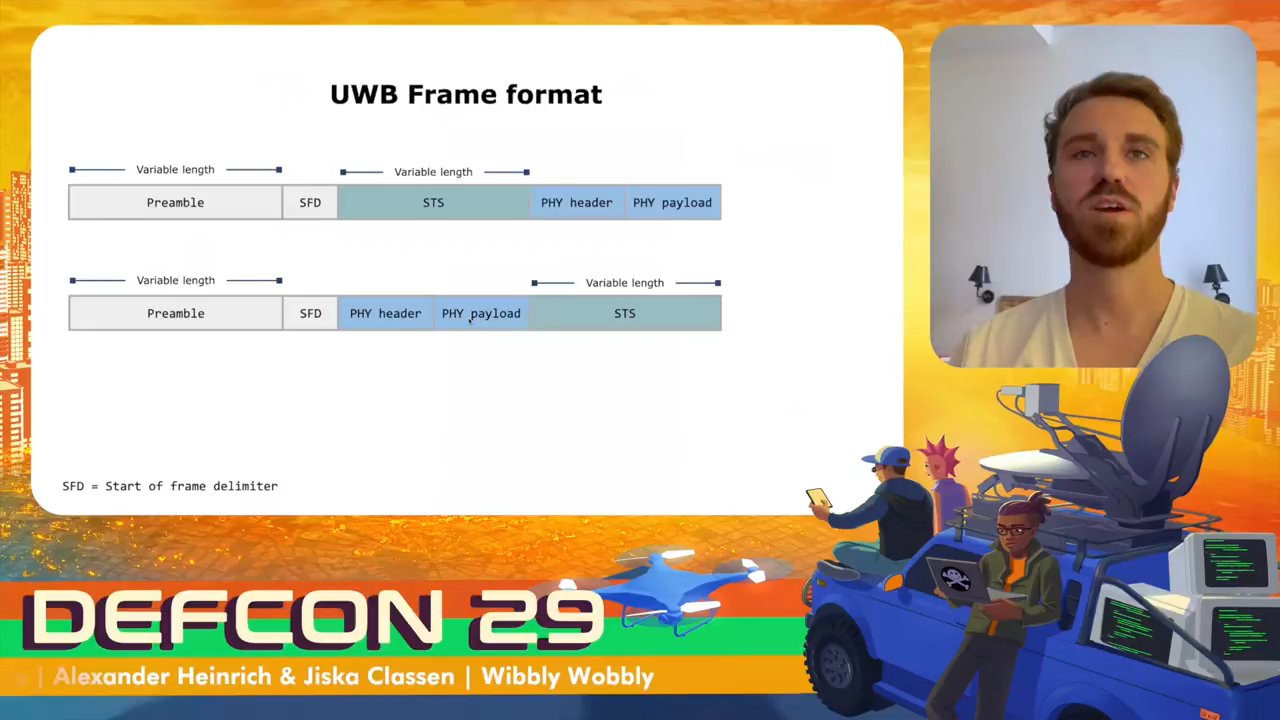 UWB Frame format
Variable length
Variable length
Preamble
SFD
STS
PHY header
PHY payload
Variable length
Variable length
Preamble
SFD
PHY header
PHY payload
STS
SFD = Start of frame delimiter
DEFCON 29
| Alexander Heinrich & Jiska Classen | Wibbly Wobbly